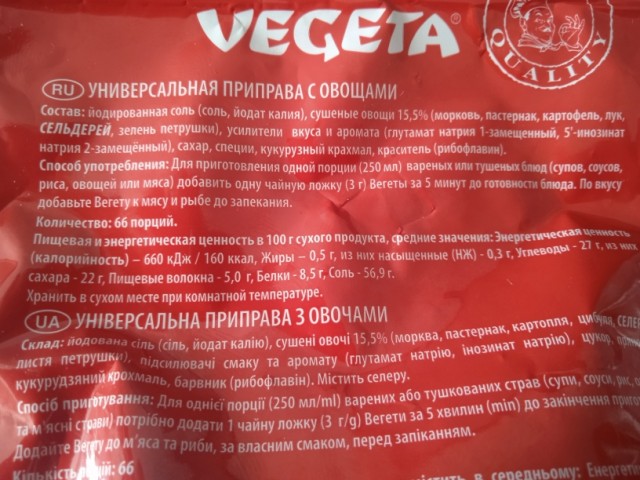 VEGETA®
QUALITY
RU УНИВЕРСАЛЬНАЯ ПРИПРАВА С ОВОЩАМИ
Состав: йодированная соль (соль, йодат калия), сушеные овощи 15,5% (морковь, пастернак, картофель, лук,
СЕЛЬДЕРЕЙ, зелень петрушки), усилители вкуса и аромата (глутамат натрия 1-замещенный, 5'-инозинат
натрия 2-замещённый), сахар, специи, кукурузный крахмал, краситель (рибофлавин).
Способ употребления: Для приготовления одной порции (250 мл) вареных или тушеных блюд (супов, соусов,
риса, овощей или мяса) добавить одну чайную ложку (3 г) Вегеты за 5 минут до готовности блюда. По вкусу
добавьте Вегету к мясу и рыбе до запекания.
Количество: 66 порций.
Пищевая и энергетическая ценность в 100 г сухого продукта, средние значения: Энергетическая ценность
(калорийность) – 660 кДж / 160 ккал, Жиры – 0,5 г, из них насыщенные (НЖ) - 0,3 г, Углеводы - 27 г, из них
сахара - 22 г, Пищевые волокна - 5,0 г, Белки - 8,5 г, Соль - 56,9 г.
Хранить в сухом месте при комнатной температуре.
UA УНІВЕРСАЛЬНА ПРИПРАВА З ОВОЧАМИ
Склад: йодована сіль (сіль, йодат калію), сушені овочі 15,5% (морква, пастернак, картопля, цибуля, СЕЛЕР
листя петрушки), підсилювачі смаку та аромату (глутамат натрію, інозинат натрію), цукор,
кукурудзяний крохмаль, барвник (рибофлавін). Містить селеру.
Спосіб приготування: Для однієї порції (250 мл/ml) варених або тушкованих страв (супи, соуси, рис,
та м'ясні страви) потрібно додати 1 чайну ложку (3 г/g) Вегети за 5 хвилин (min) до закінчення приго
Додайте Вегету до м'яса та риби, за власним смаком, перед запіканням.
Кількість порцій: 66
містить в середньому: Енергети